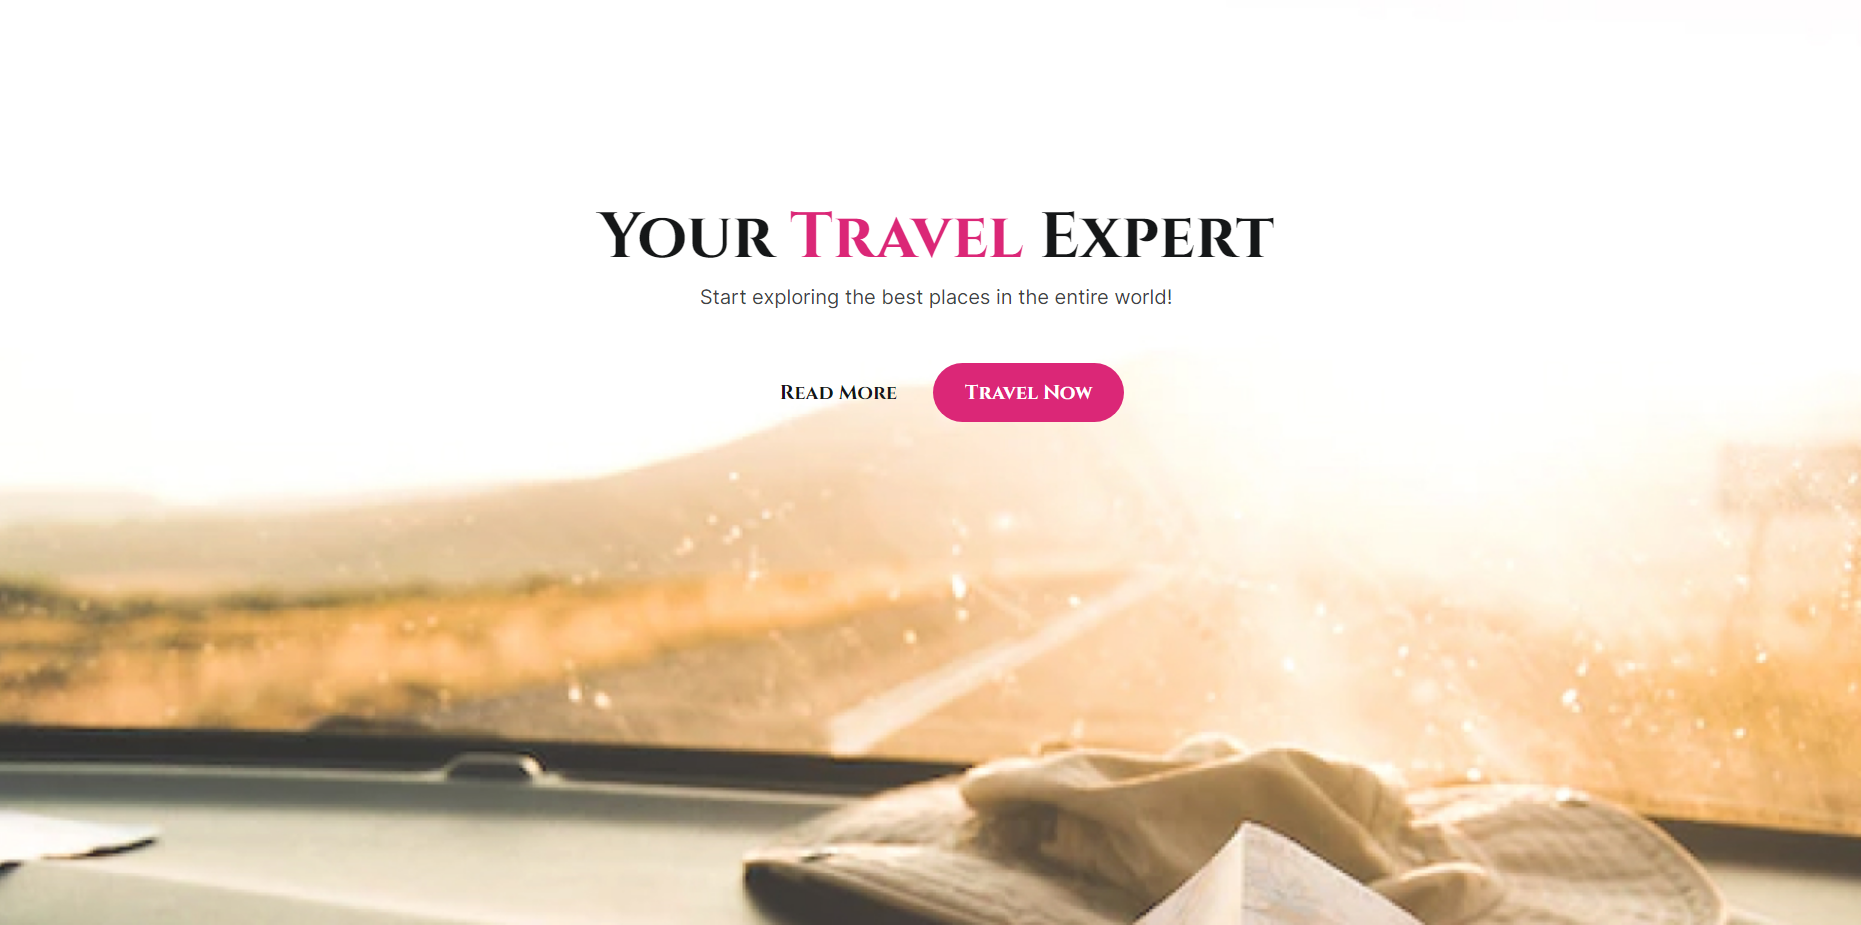 Your Travel Expert
Start exploring the best places in the entire world!
Read More
Travel Now